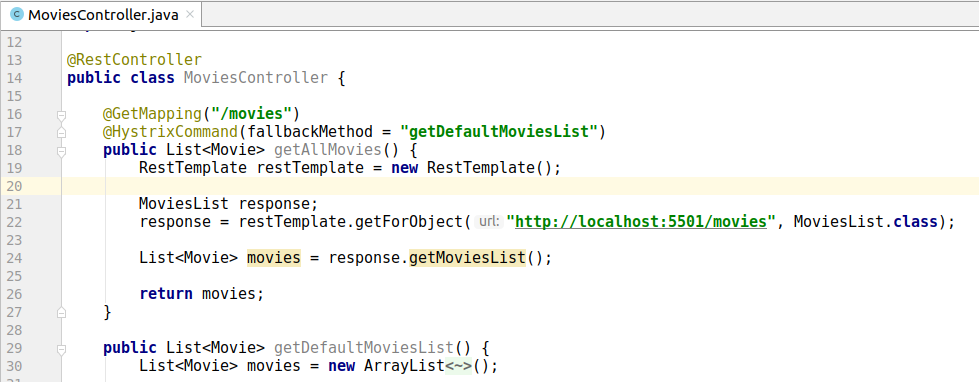 MoviesController.java
12
13 @RestController
14 public class MoviesController {
15
16 @GetMapping("/movies")
17 @HystrixCommand(fallbackMethod = "getDefaultMoviesList")
18 public List<Movie> getAllMovies() {
19 RestTemplate restTemplate = new RestTemplate();
20
21 MoviesList response;
22 response = restTemplate.getForObject( url: "http://localhost:5501/movies", MoviesList.class);
23
24 List<Movie> movies = response.getMoviesList();
25
26 return movies;
27 }
28
29 public List<Movie> getDefaultMoviesList() {
30 List<Movie> movies = new ArrayList<~>();